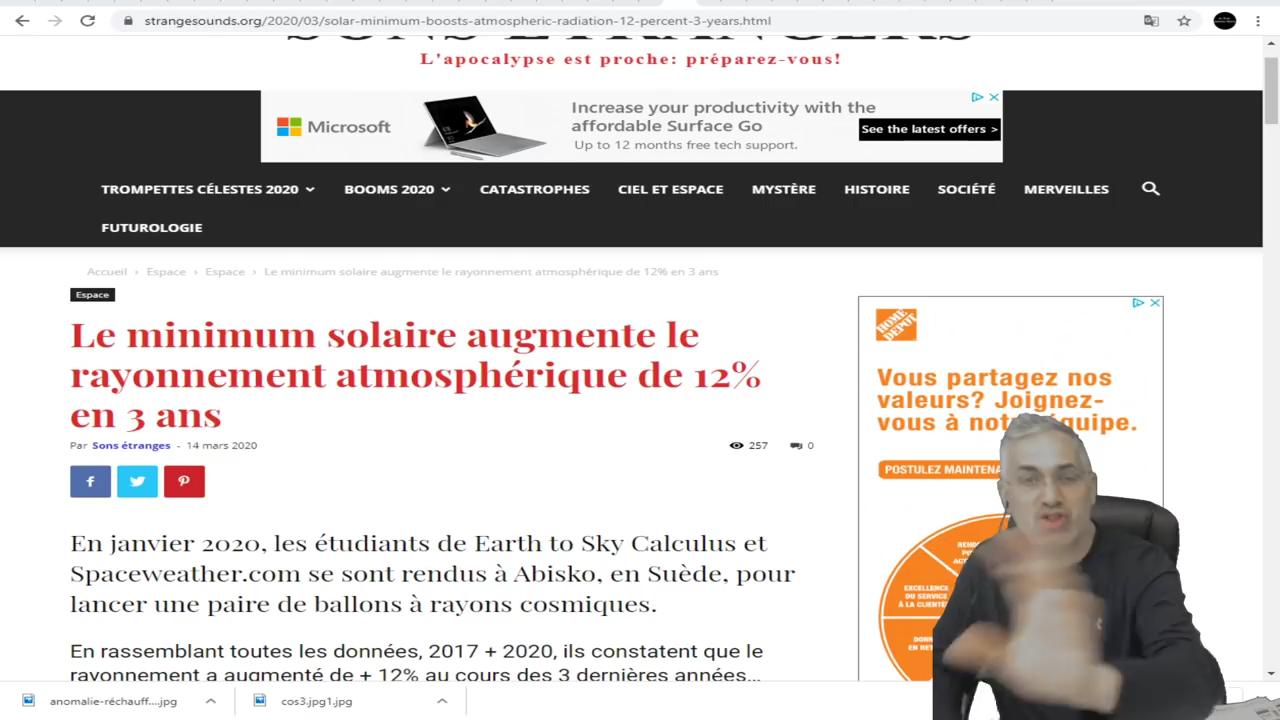 strangesounds.org/2020/03/solar-minimum-boosts-atmospheric-radiation-12-percent-3-years.html
SONS ÉTRANGERS
L'apocalypse est proche: préparez-vous!
Microsoft
Increase your productivity with the
affordable Surface Go
Up to 12 months free tech support.
See the latest offers >
TROMPETTES CÉLESTES 2020
BOOMS 2020
CATASTROPHES
CIEL ET ESPACE
MYSTÈRE
HISTOIRE
SOCIÉTÉ
MERVEILLES
FUTUROLOGIE
Accueil › Espace › Espace › Le minimum solaire augmente le rayonnement atmosphérique de 12% en 3 ans
Espace
Le minimum solaire augmente le
rayonnement atmosphérique de 12%
en 3 ans
Par Sons étranges - 14 mars 2020
257
0
En janvier 2020, les étudiants de Earth to Sky Calculus et
Spaceweather.com se sont rendus à Abisko, en Suède, pour
lancer une paire de ballons à rayons cosmiques.
En rassemblant toutes les données, 2017 + 2020, ils constatent que le
rayonnement a augmenté de + 12% au cours des 3 dernières années...
THE HOME DEPOT
Vous partagez nos
valeurs? Joignez-
vous à
POSTULEZ
EXCELLENCE
DU SERVICE
À LA
anomalie-réchauff....jpg
cos3.jpg1.jpg